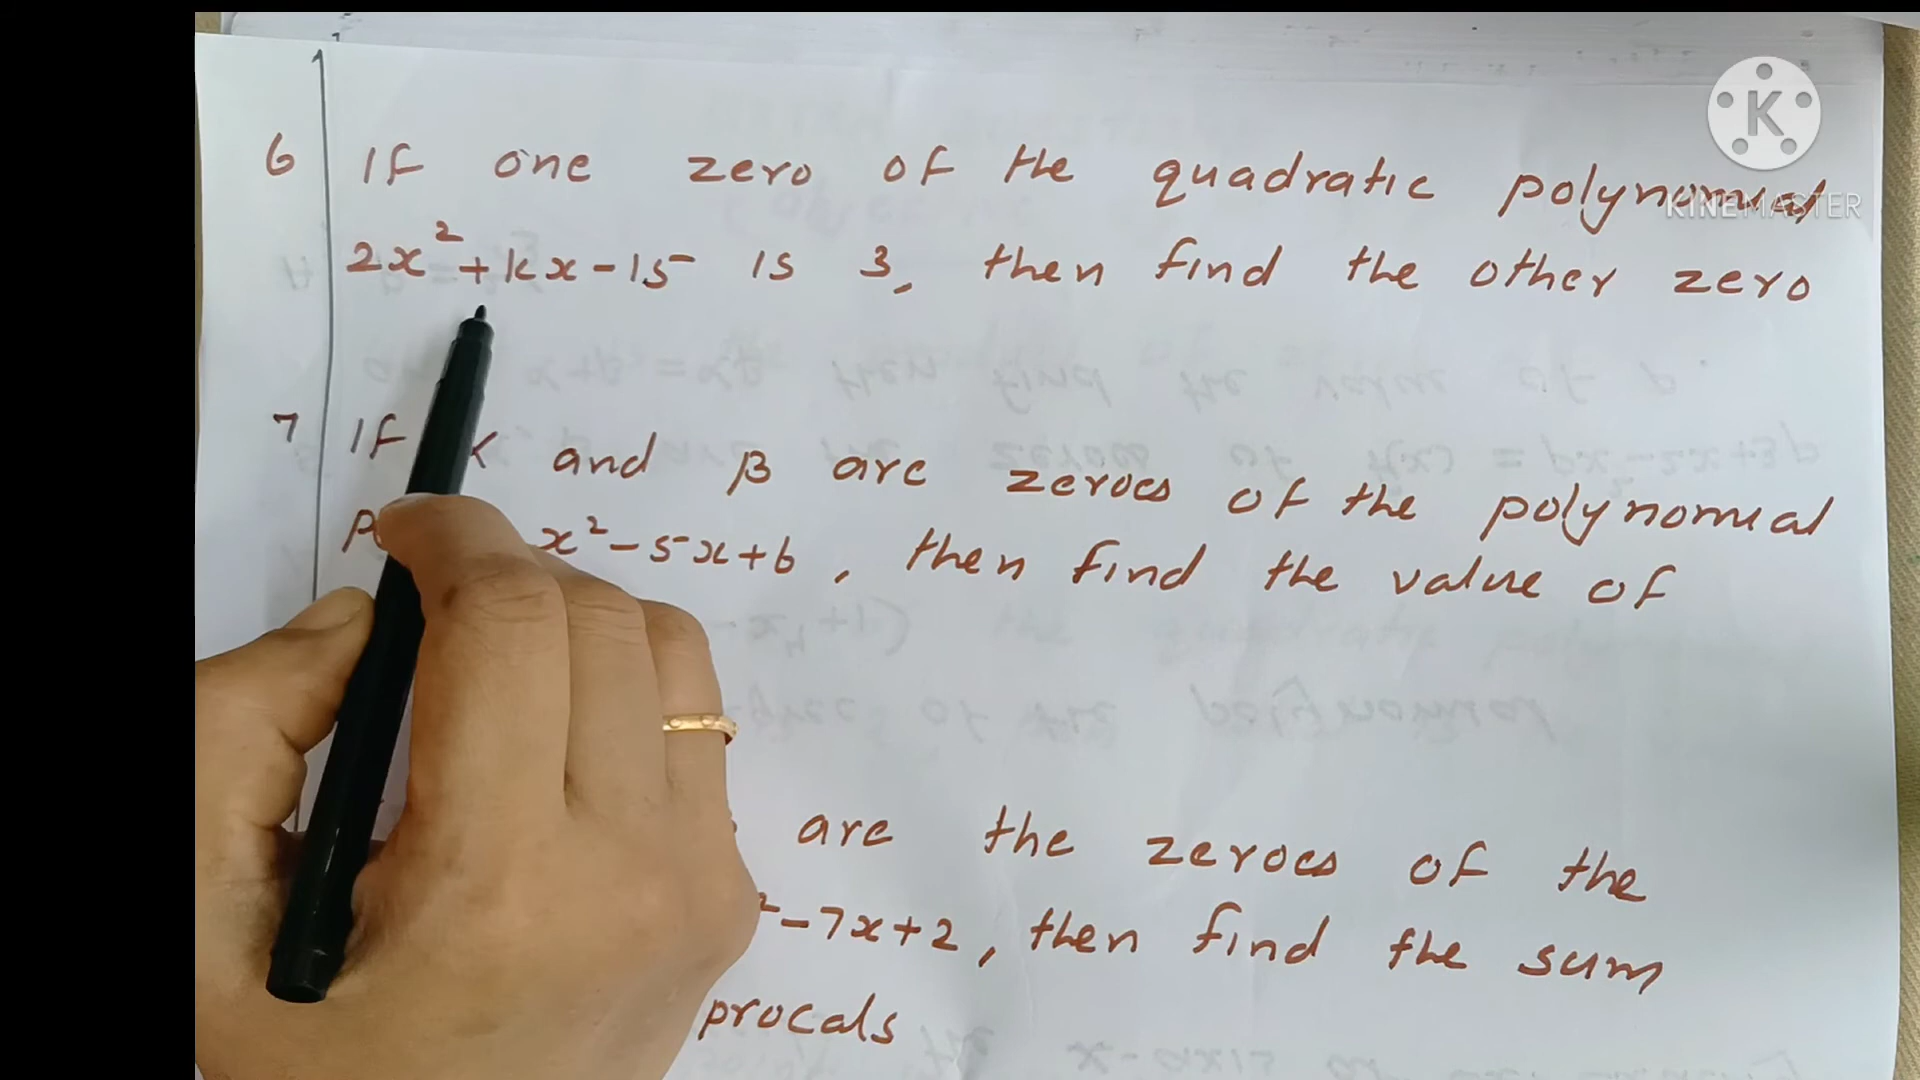 K
KINEMASTER
6 If one zero of the quadratic polynomial
2x² + kx - 15 is 3, then find the other zero
7 If and β are zeroes of the polynomial
x² - 5x + 6, then find the value of
are the zeroes of the
² - 7x + 2, then find the sum
procals